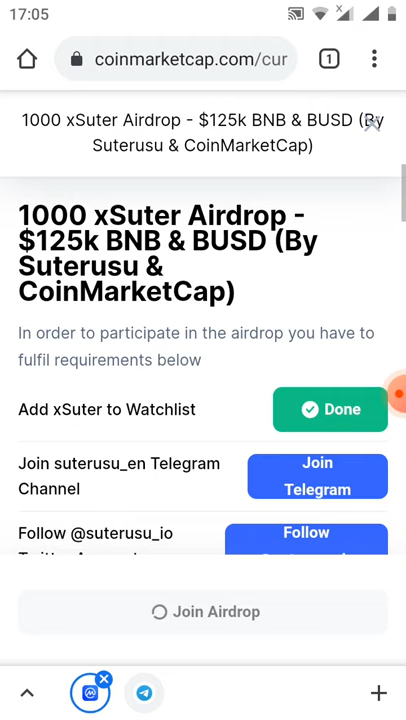 17:05
coinmarketcap.com/cur
1
1000 xSuter Airdrop - $125k BNB & BUSD (By
Suterusu & CoinMarketCap)
1000 xSuter Airdrop -
$125k BNB & BUSD (By
Suterusu &
CoinMarketCap)
In order to participate in the airdrop you have to
fulfil requirements below
Add xSuter to Watchlist
Done
Join suterusu_en Telegram
Channel
Join
Telegram
Follow @suterusu_io
Follow
Join Airdrop